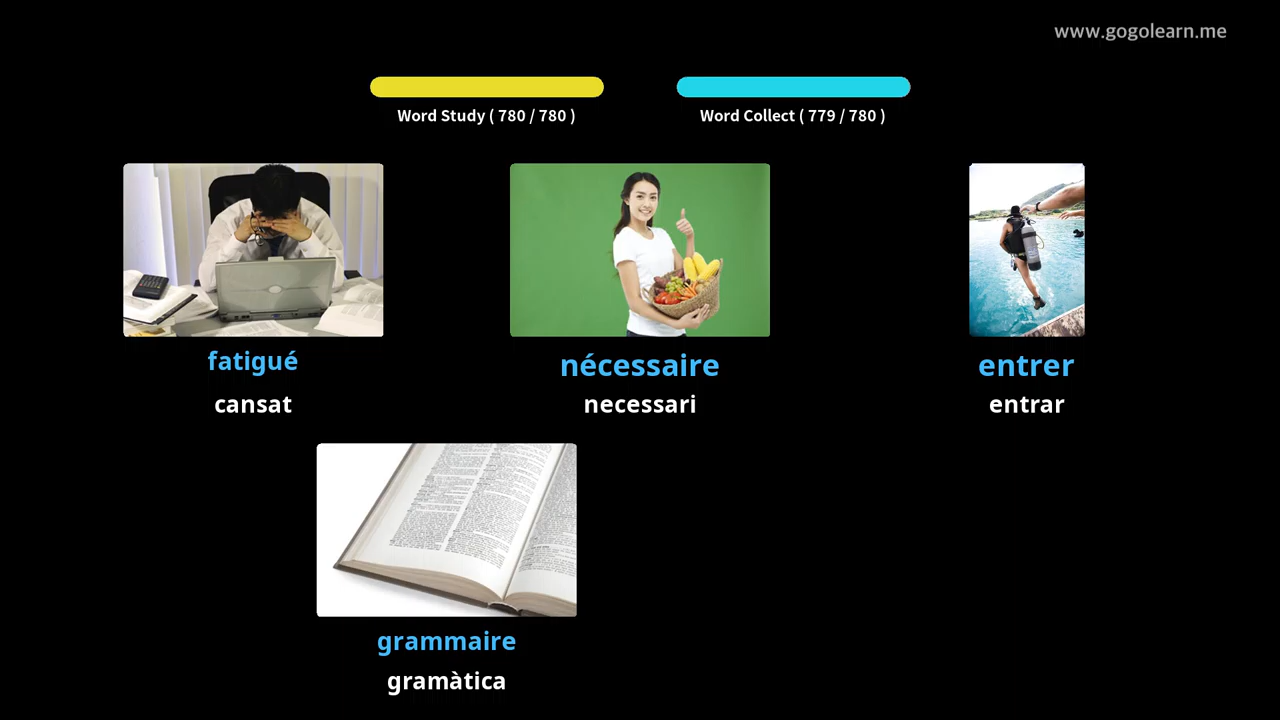 www.gogolearn.me
Word Study ( 780 / 780 )
Word Collect ( 779 / 780 )
fatigué
cansat
nécessaire
necessari
entrer
entrar
grammaire
gramàtica